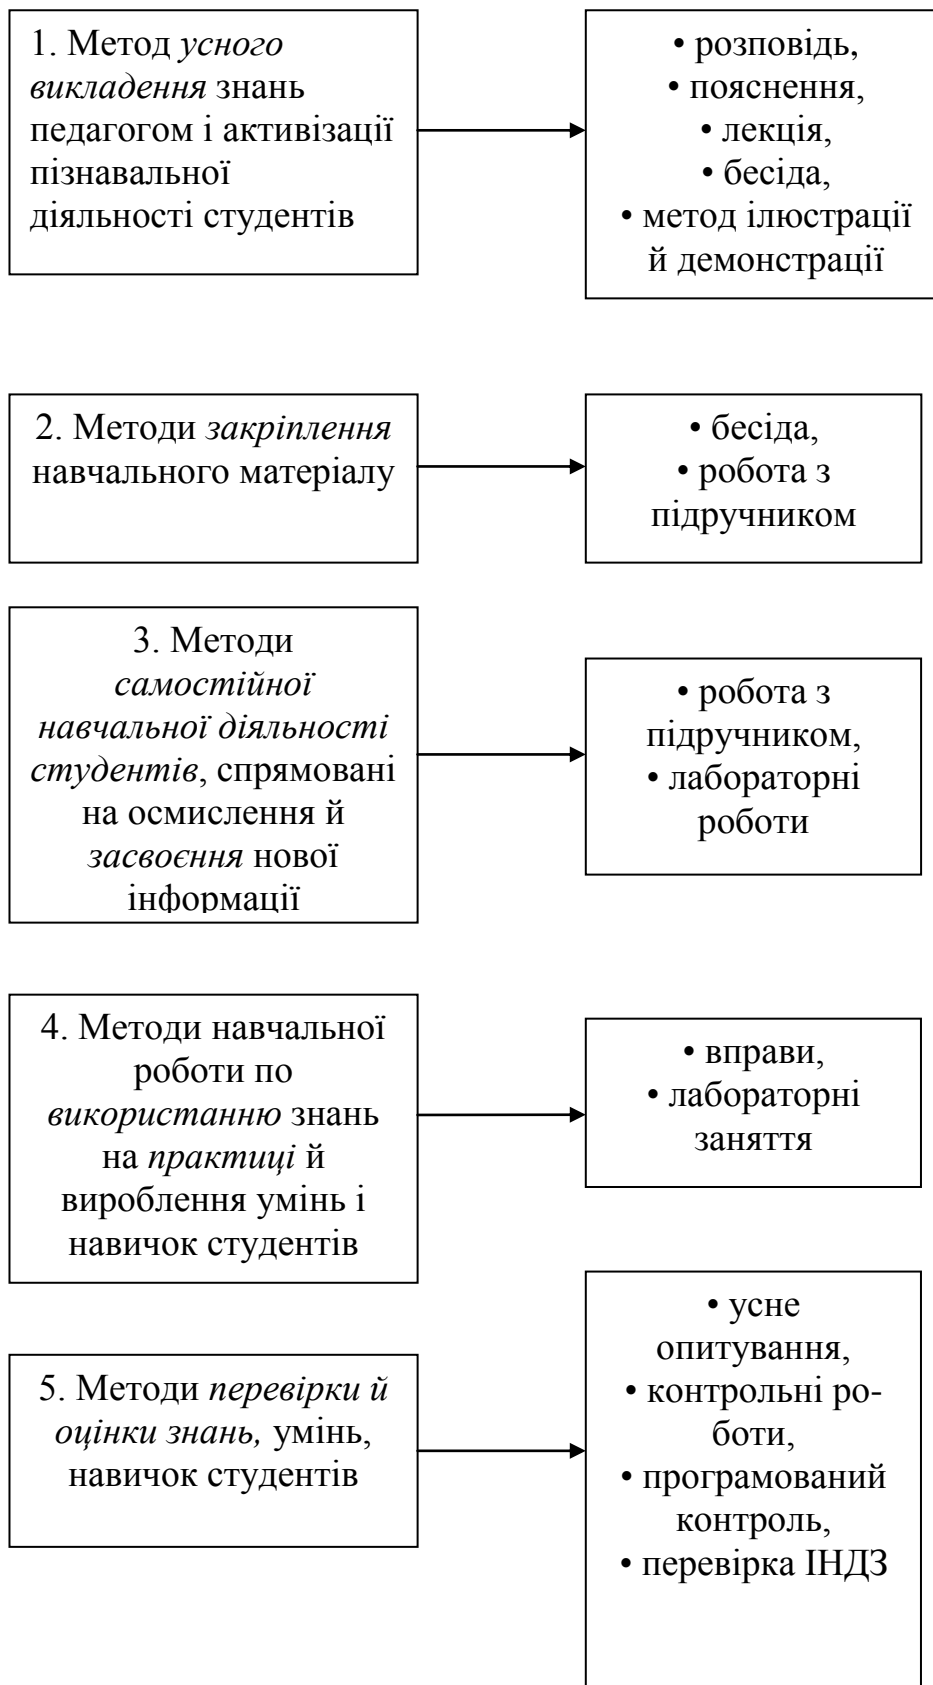 1. Метод усного
викладення знань
педагогом і активізації
пізнавальної
діяльності студентів
• розповідь,
• пояснення,
• лекція,
• бесіда,
• метод ілюстрації
й демонстрації
2. Методи закріплення
навчального матеріалу
• бесіда,
• робота з
підручником
3. Методи
самостійної
навчальної діяльності
студентів, спрямовані
на осмислення й
засвоєння нової
інформації
• робота з
підручником,
• лабораторні
роботи
4. Методи навчальної
роботи по
використанню знань
на практиці й
вироблення умінь і
навичок студентів
• вправи,
• лабораторні
заняття
5. Методи перевірки й
оцінки знань, умінь,
навичок студентів
• усне
опитування,
• контрольні ро-
боти,
• програмований
контроль,
• перевірка ІНДЗ